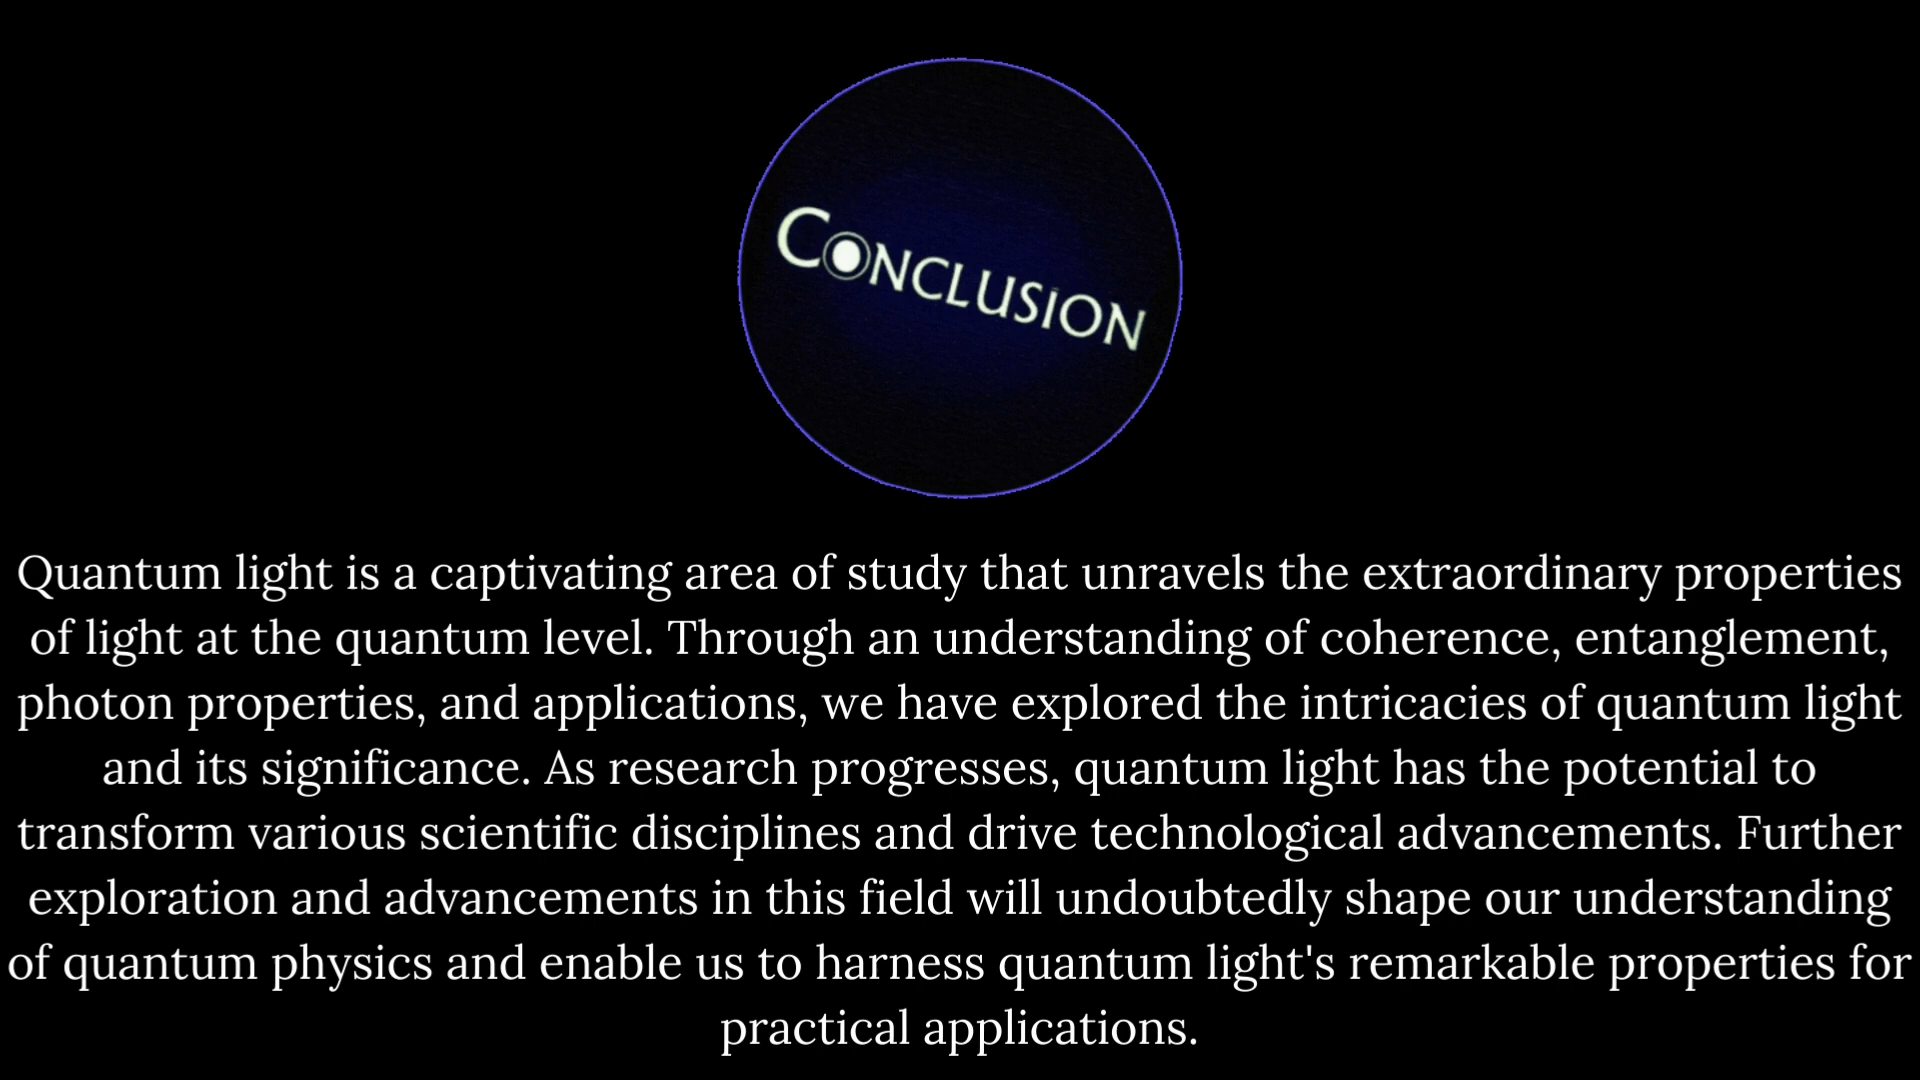 CONCLUSION
Quantum light is a captivating area of study that unravels the extraordinary properties
of light at the quantum level. Through an understanding of coherence, entanglement,
photon properties, and applications, we have explored the intricacies of quantum light
and its significance. As research progresses, quantum light has the potential to
transform various scientific disciplines and drive technological advancements. Further
exploration and advancements in this field will undoubtedly shape our understanding
of quantum physics and enable us to harness quantum light's remarkable properties for
practical applications.